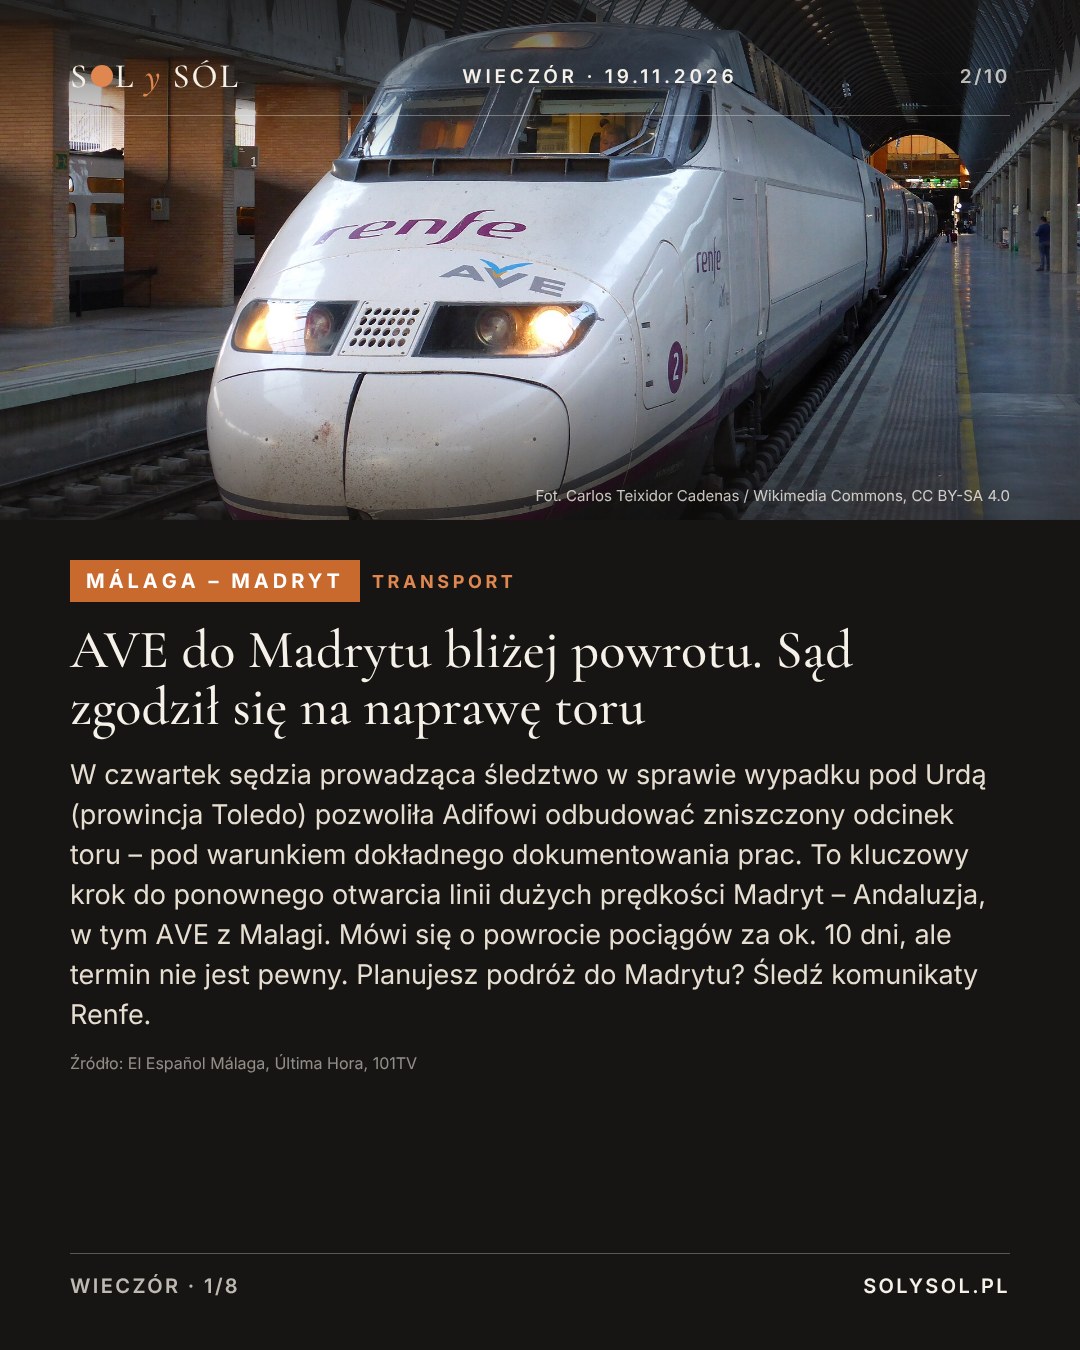 SOL y SÓL
WIECZÓR · 19.11.2026
2/10
1
renfe
AVE
renfe
2
Fot. Carlos Teixidor Cadenas / Wikimedia Commons, CC BY-SA 4.0
MÁLAGA – MADRYT
TRANSPORT
AVE do Madrytu bliżej powrotu. Sąd
zgodził się na naprawę toru
W czwartek sędzia prowadząca śledztwo w sprawie wypadku pod Urdą
(prowincja Toledo) pozwoliła Adifowi odbudować zniszczony odcinek
toru – pod warunkiem dokładnego dokumentowania prac. To kluczowy
krok do ponownego otwarcia linii dużych prędkości Madryt – Andaluzja,
w tym AVE z Malagi. Mówi się o powrocie pociągów za ok. 10 dni, ale
termin nie jest pewny. Planujesz podróż do Madrytu? Śledź komunikaty
Renfe.
Źródło: El Español Málaga, Última Hora, 101TV
WIECZÓR · 1/8
SOLYSOL.PL